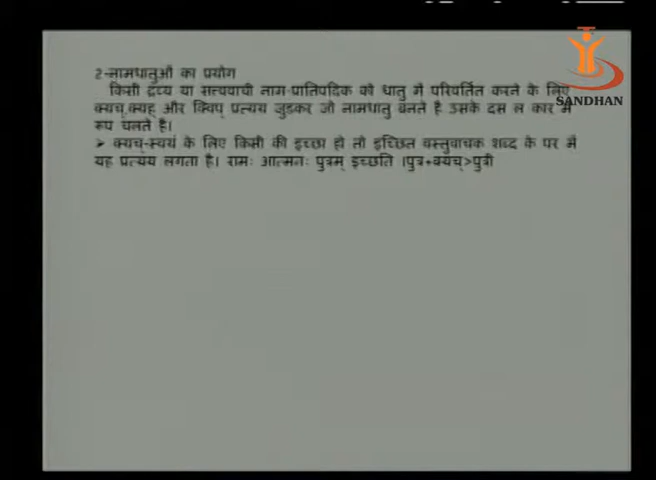 SANDHAN
2-नामधातुओं का प्रयोग
किसी द्रव्य या सत्त्ववाची नाम-प्रातिपदिक को धातु में परिवर्तित करने के लिए
क्यच्,क्यङ् और क्विप् प्रत्यय जुडकर जो नामधातु बनते है उसके दस ल कार में
रूप चलते है।
➢ क्यच्-स्वयं के लिए किसी की इच्छा हो तो इच्छित वस्तुवाचक शब्द के पर में
यह प्रत्यय लगता है। रामः आत्मनः पुत्रम् इच्छति ।पुत्र+क्यच्>पुत्री